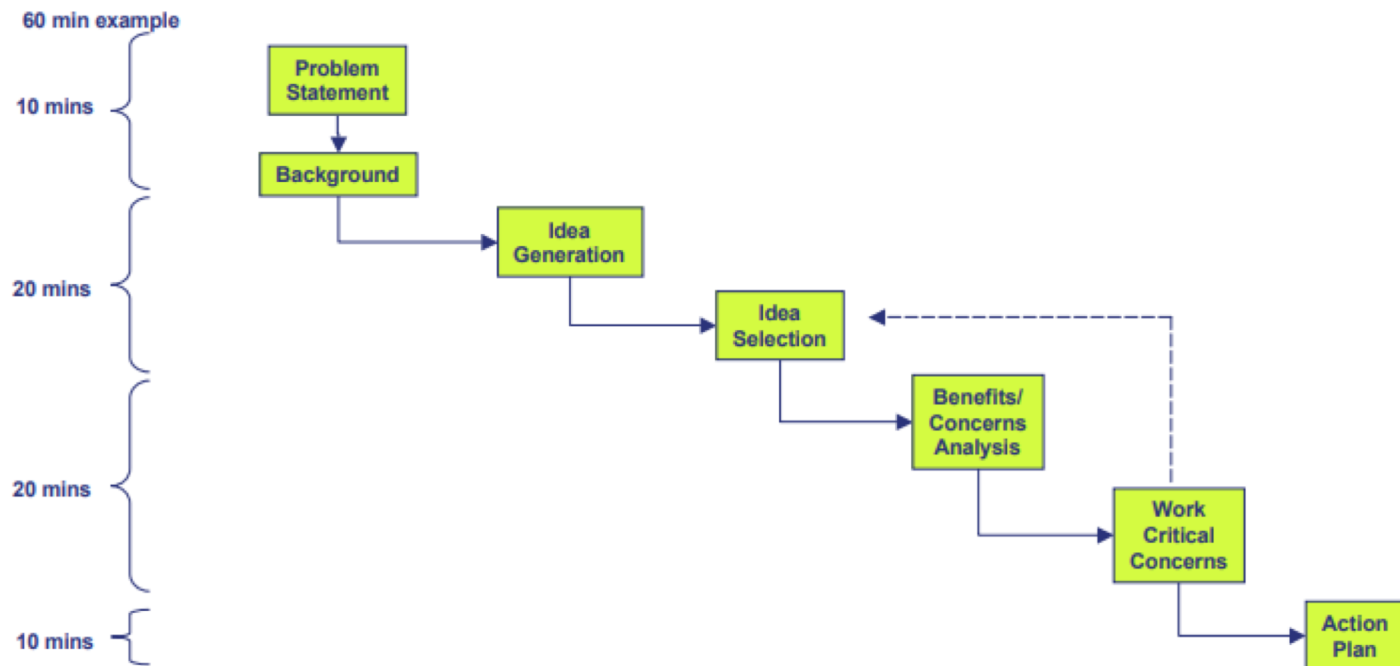 60 min example
Problem
Statement
10 mins
Background
Idea
Generation
20 mins
Idea
Selection
Benefits/
Concerns
Analysis
20 mins
Work
Critical
Concerns
10 mins
Action
Plan